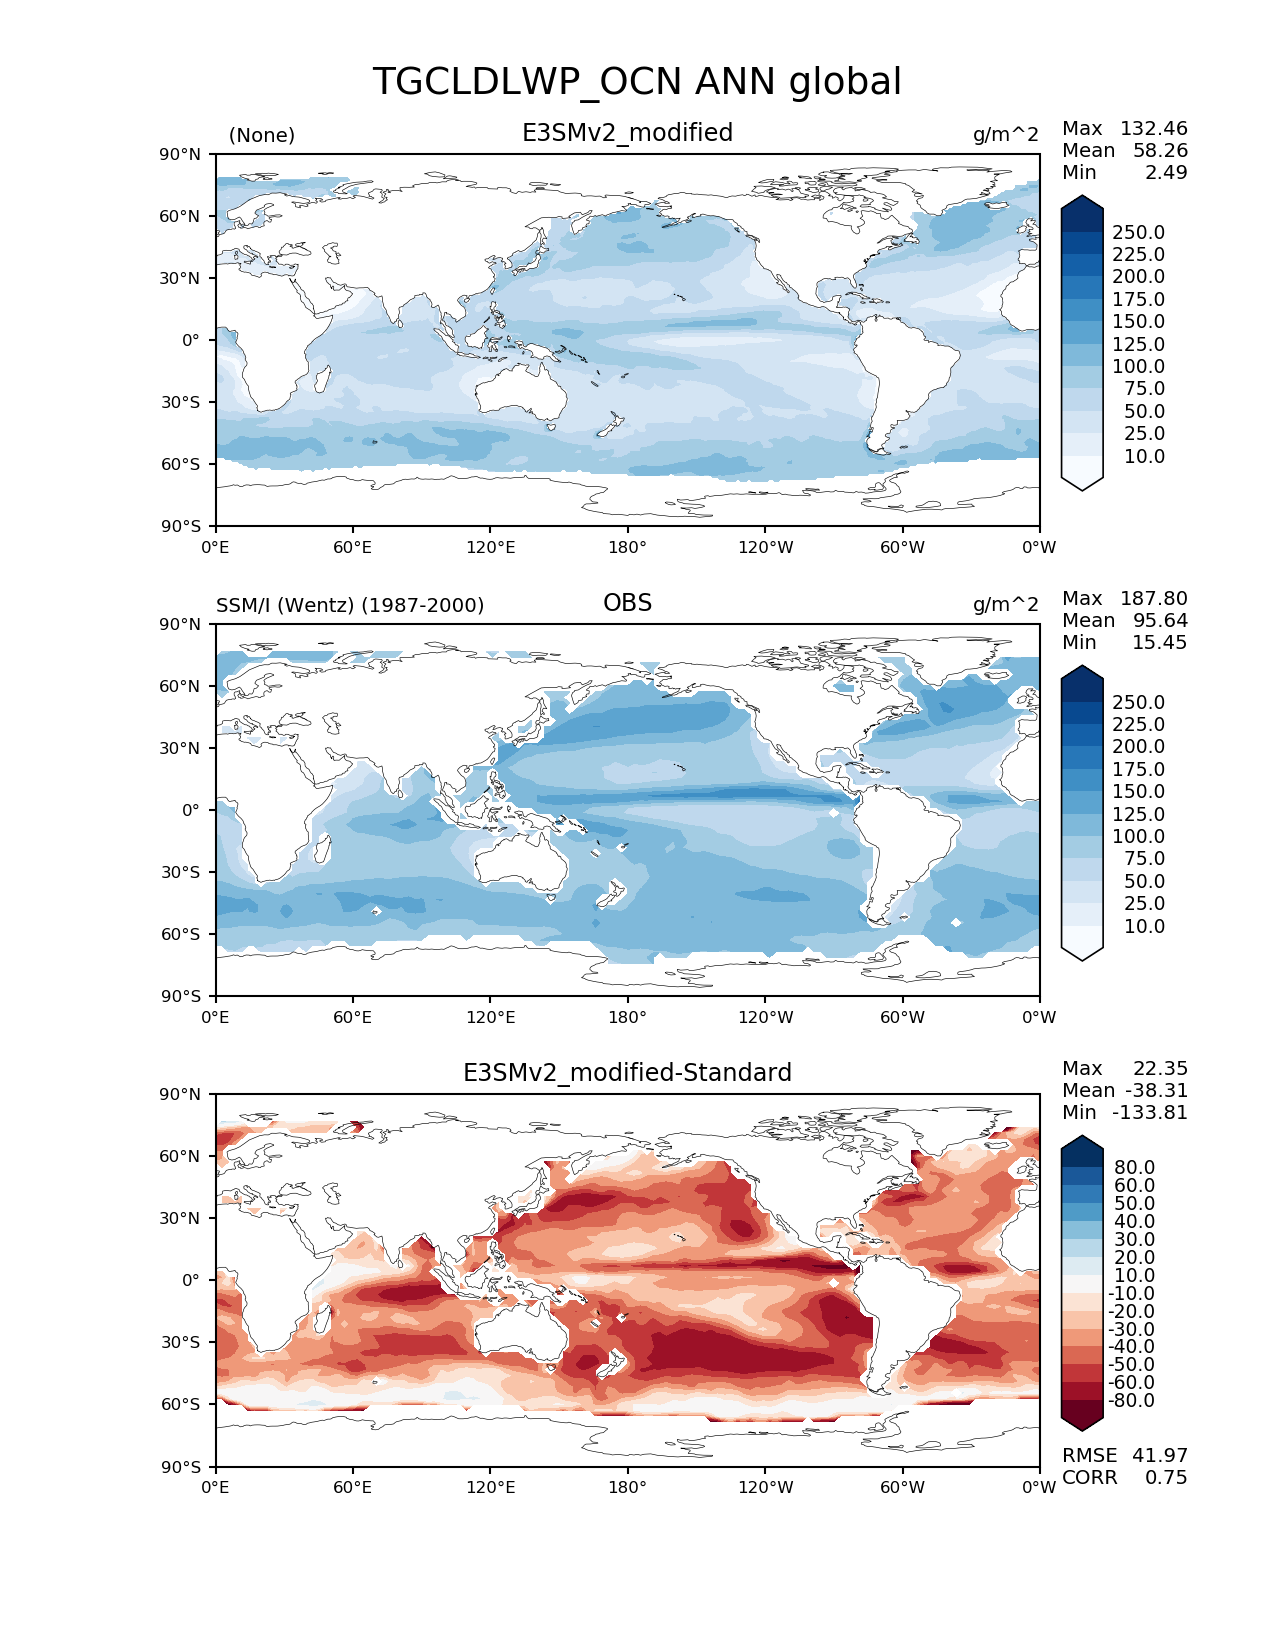 TGCLDLWP_OCN ANN global
(None) E3SMv2_modified g/m^2
Max 132.46
Mean 58.26
Min 2.49
90°N
60°N
30°N
0°
30°S
60°S
90°S
0°E 60°E 120°E 180° 120°W 60°W 0°W
250.0
225.0
200.0
175.0
150.0
125.0
100.0
75.0
50.0
25.0
10.0
SSM/I (Wentz) (1987-2000) OBS g/m^2
Max 187.80
Mean 95.64
Min 15.45
90°N
60°N
30°N
0°
30°S
60°S
90°S
0°E 60°E 120°E 180° 120°W 60°W 0°W
250.0
225.0
200.0
175.0
150.0
125.0
100.0
75.0
50.0
25.0
10.0
E3SMv2_modified-Standard
Max 22.35
Mean -38.31
Min -133.81
90°N
60°N
30°N
0°
30°S
60°S
90°S
0°E 60°E 120°E 180° 120°W 60°W 0°W
80.0
60.0
50.0
40.0
30.0
20.0
10.0
-10.0
-20.0
-30.0
-40.0
-50.0
-60.0
-80.0
RMSE 41.97
CORR 0.75